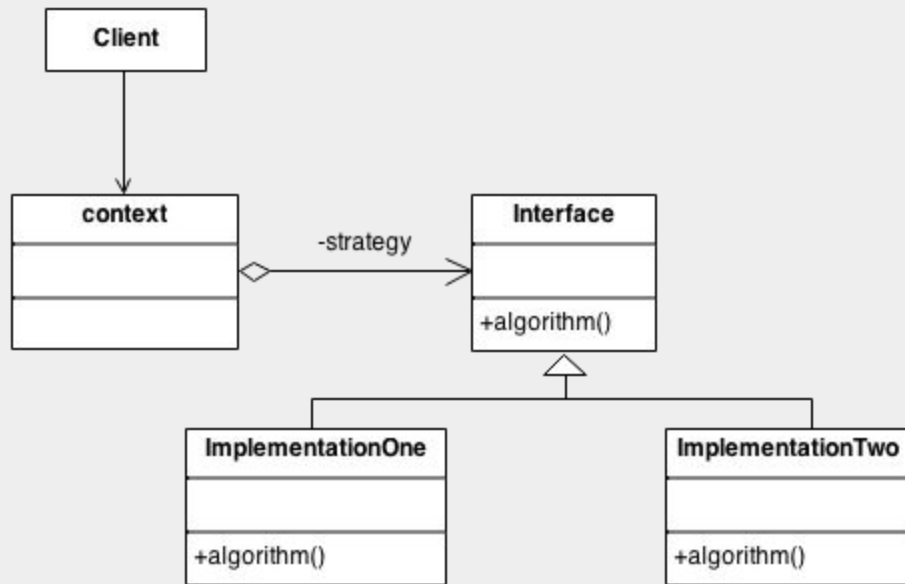 Client
context
-strategy
Interface
+algorithm()
ImplementationOne
+algorithm()
ImplementationTwo
+algorithm()